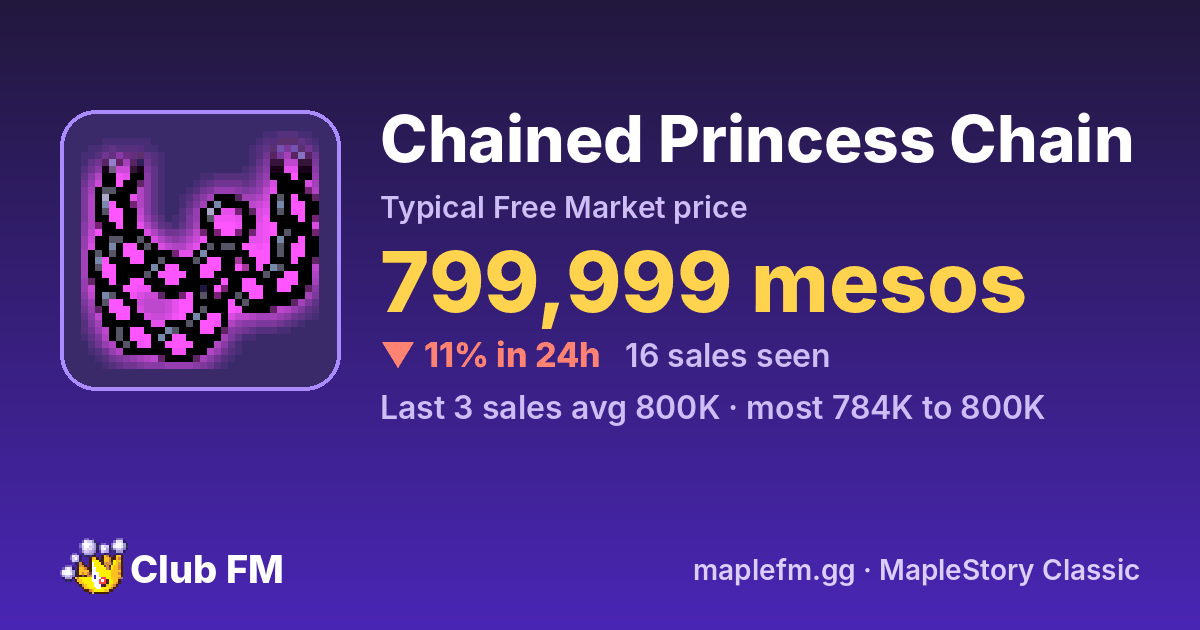 Chained Princess Chain
Typical Free Market price
799,999 mesos
▼ 11% in 24h 16 sales seen
Last 3 sales avg 800K · most 784K to 800K
Club FM
maplefm.gg · MapleStory Classic